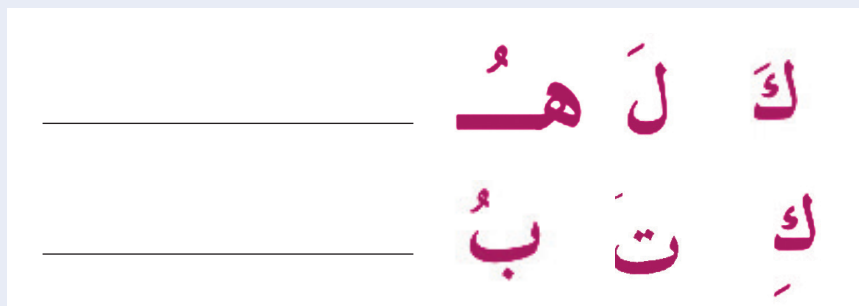 كَ لَ هُـ
كِ تَ بُ